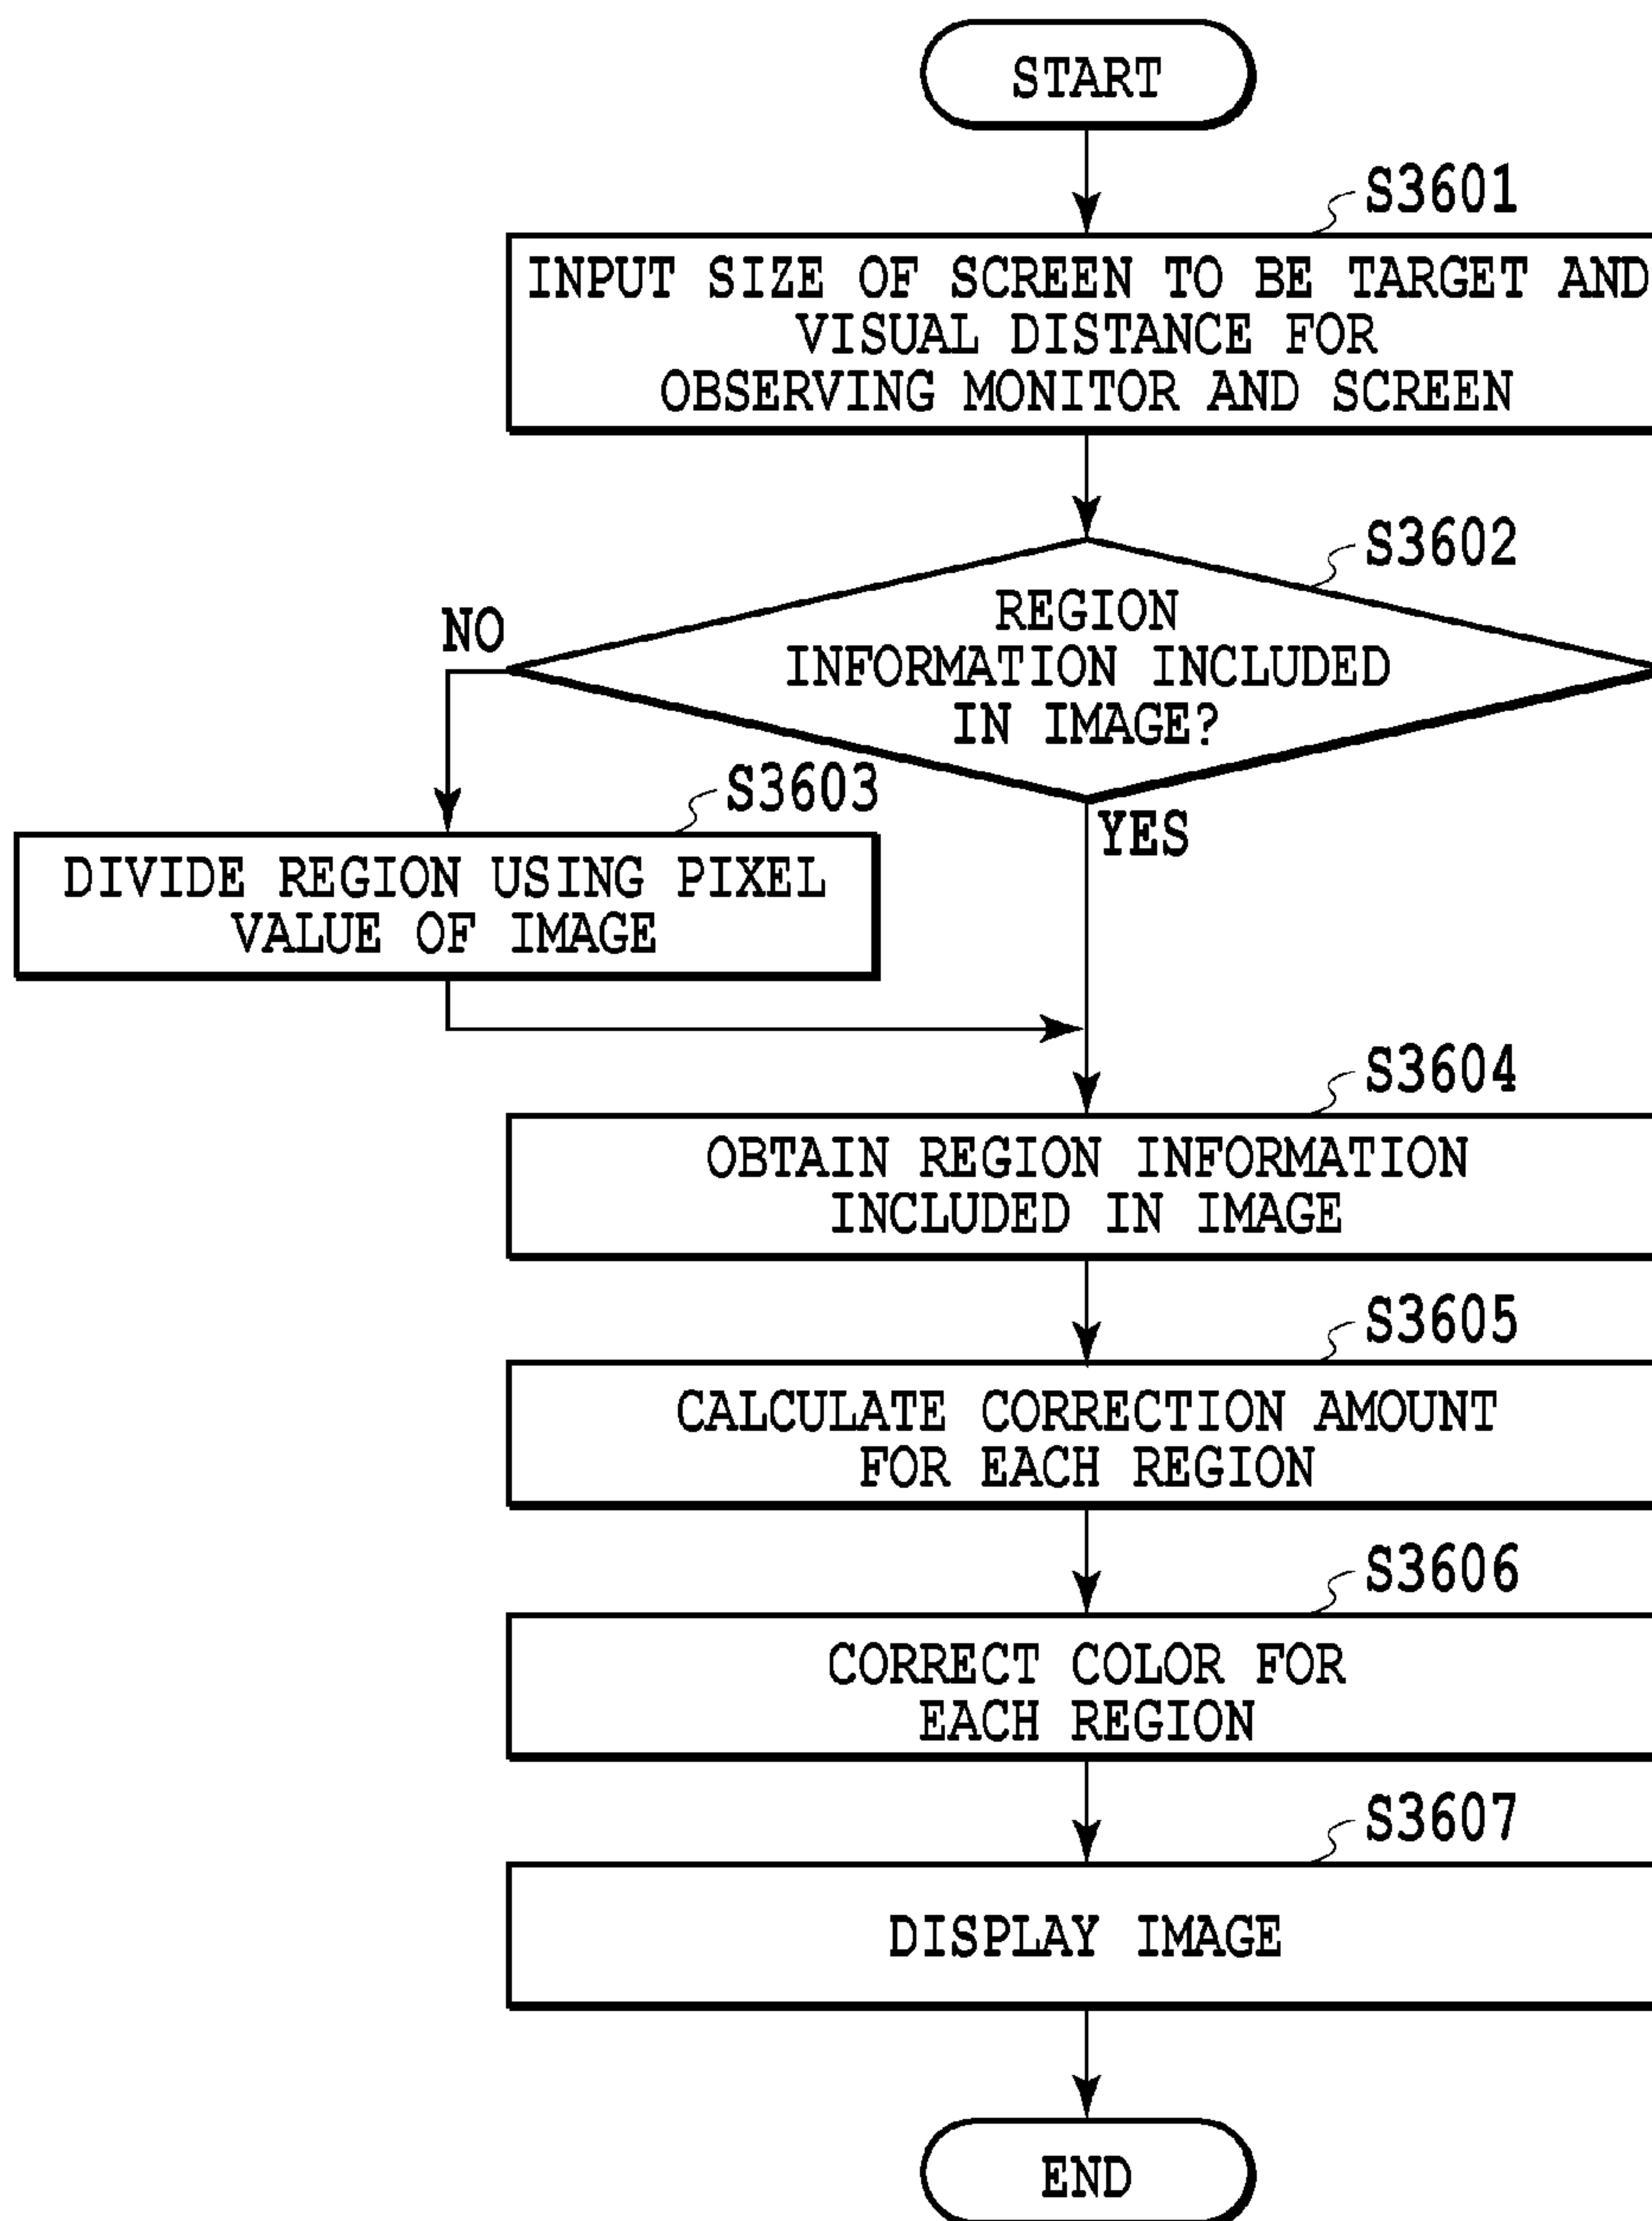 START
S3601
INPUT SIZE OF SCREEN TO BE TARGET AND
VISUAL DISTANCE FOR
OBSERVING MONITOR AND SCREEN
S3602
REGION
INFORMATION INCLUDED
IN IMAGE?
NO
YES
S3603
DIVIDE REGION USING PIXEL
VALUE OF IMAGE
S3604
OBTAIN REGION INFORMATION
INCLUDED IN IMAGE
S3605
CALCULATE CORRECTION AMOUNT
FOR EACH REGION
S3606
CORRECT COLOR FOR
EACH REGION
S3607
DISPLAY IMAGE
END